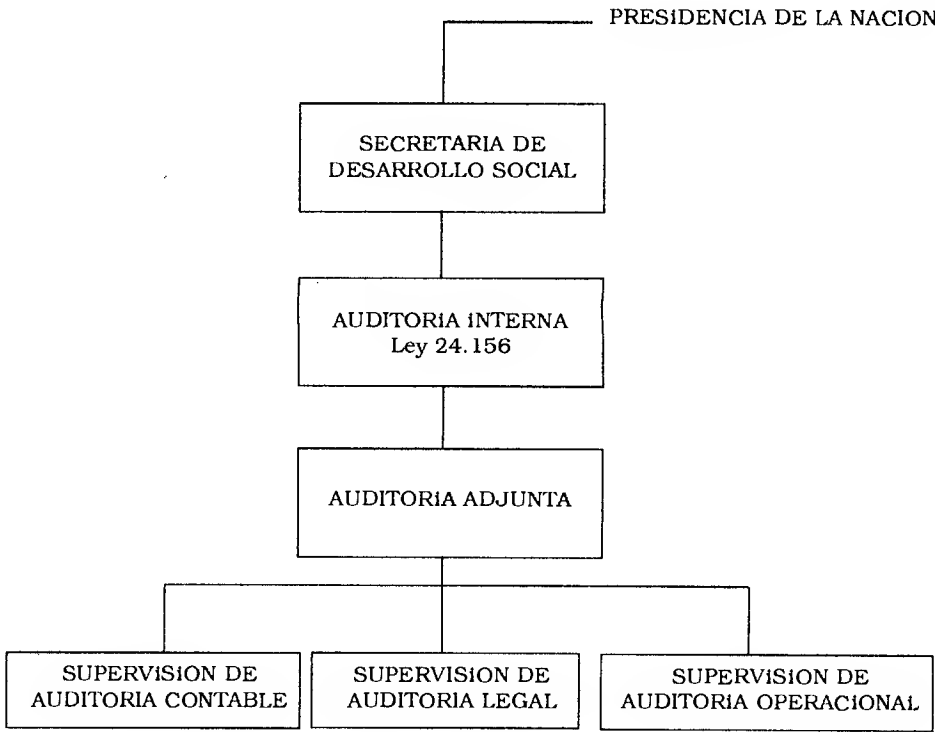 PRESIDENCIA DE LA NACION
SECRETARIA DE
DESARROLLO SOCIAL
AUDITORIA INTERNA
Ley 24.156
AUDITORIA ADJUNTA
SUPERVISION DE
AUDITORIA CONTABLE
SUPERVISION DE
AUDITORIA LEGAL
SUPERVISION DE
AUDITORIA OPERACIONAL